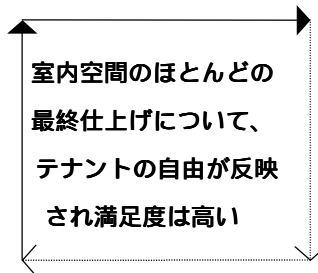 室内空間のほとんどの
最終仕上げについて、
テナントの自由が反映
され満足度は高い